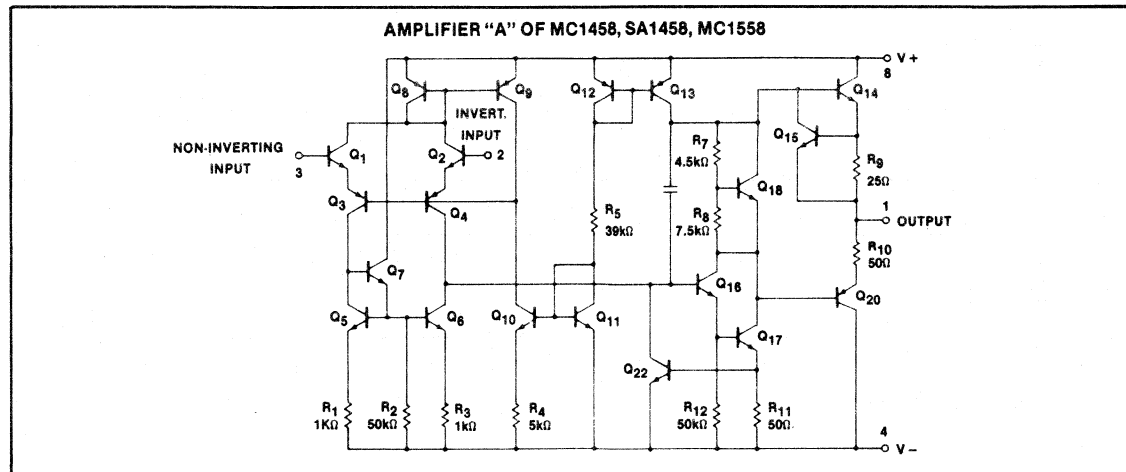 AMPLIFIER “A” OF MC1458, SA1458, MC1558
V+
8
Q8
Q9
Q12
Q13
Q14
INVERT.
INPUT
Q15
NON-INVERTING
INPUT
3
Q1
Q2
2
R7
4.5kΩ
R9
25Ω
Q18
Q3
Q4
R5
39kΩ
R8
7.5kΩ
1
OUTPUT
R10
50Ω
Q7
Q16
Q20
Q5
Q6
Q10
Q11
Q17
Q22
R1
1KΩ
R2
50kΩ
R3
1kΩ
R4
5kΩ
R12
50kΩ
R11
50Ω
4
V−